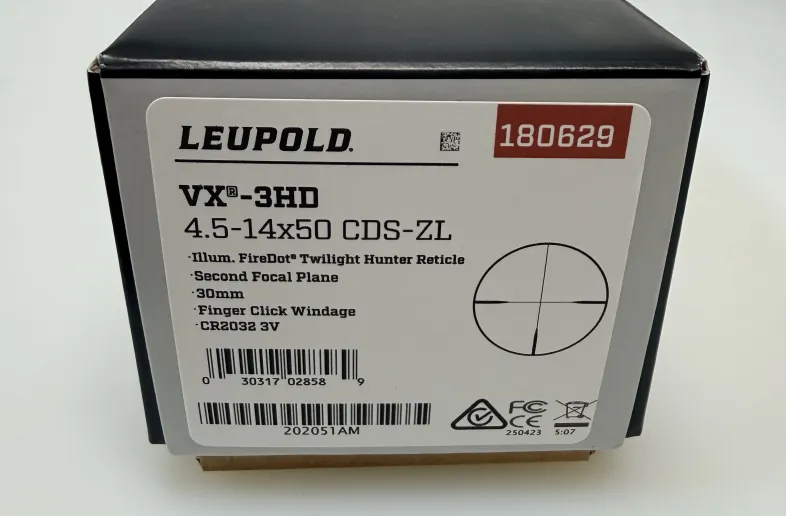 LEUPOLD.
180629
VX®-3HD
4.5-14x50 CDS-ZL
·Illum. FireDot® Twilight Hunter Reticle
·Second Focal Plane
·30mm
·Finger Click Windage
·CR2032 3V
0 30317 02858 9
202051AM
FC CE
250423 5:07